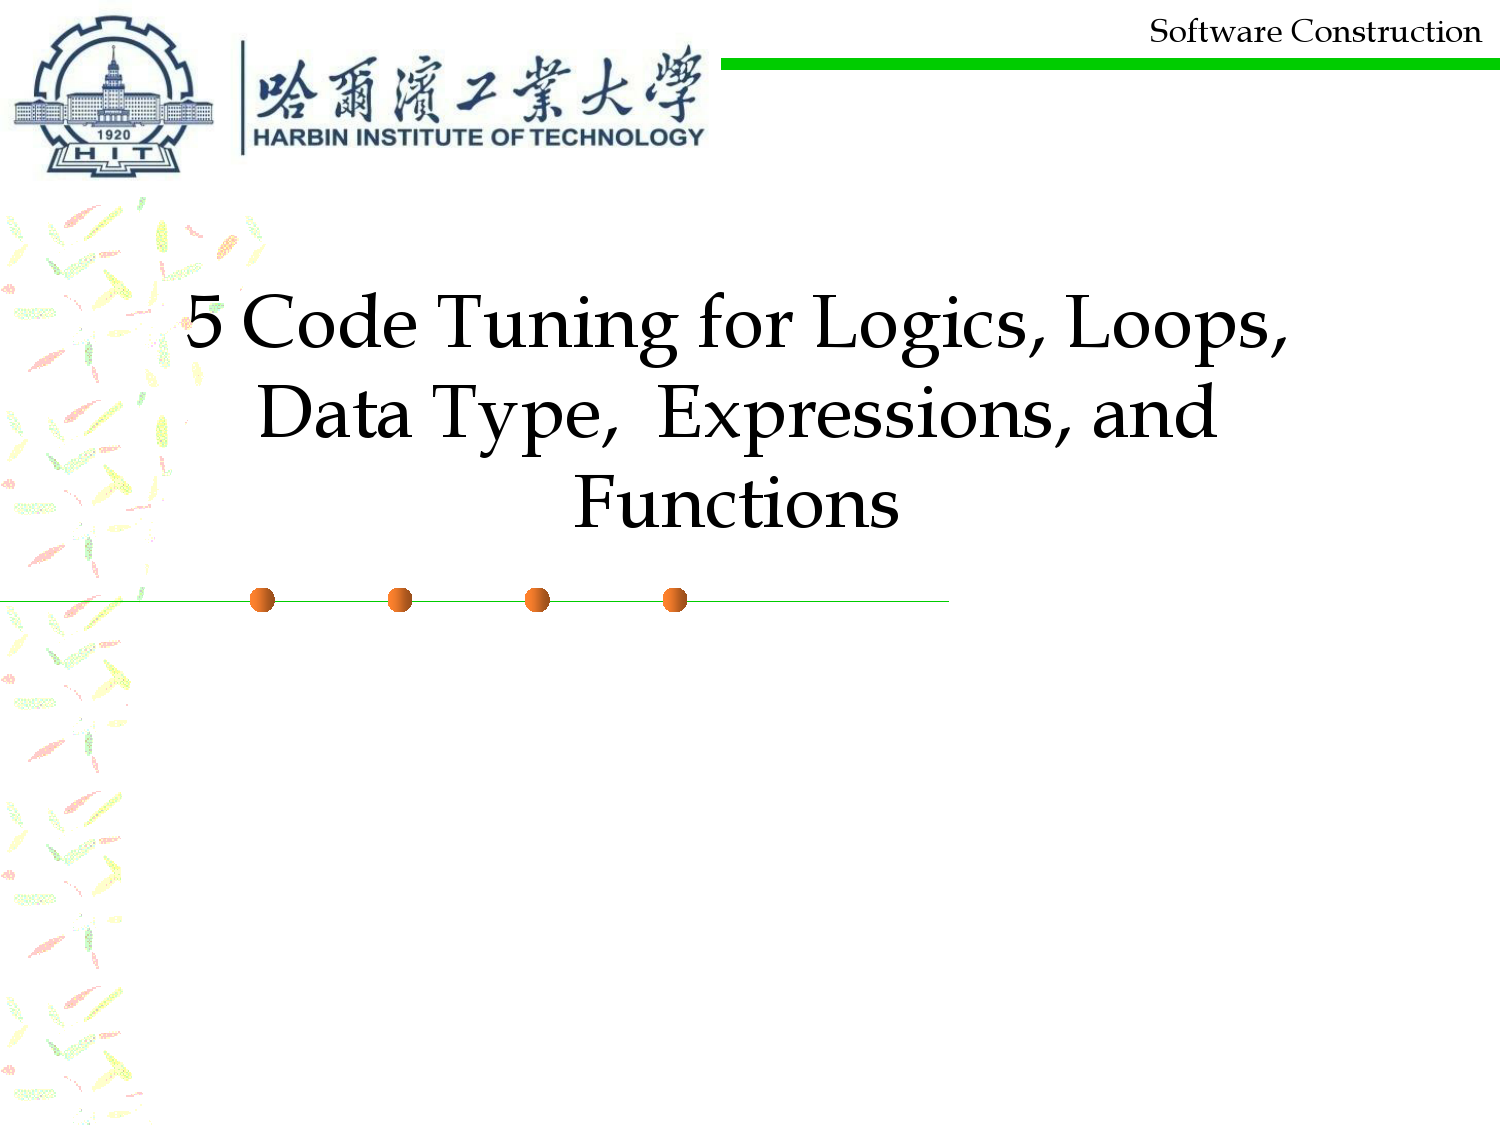 Software Construction
哈爾濱工業大學
HARBIN INSTITUTE OF TECHNOLOGY
1920
HIT
5 Code Tuning for Logics, Loops,
Data Type,  Expressions, and
Functions